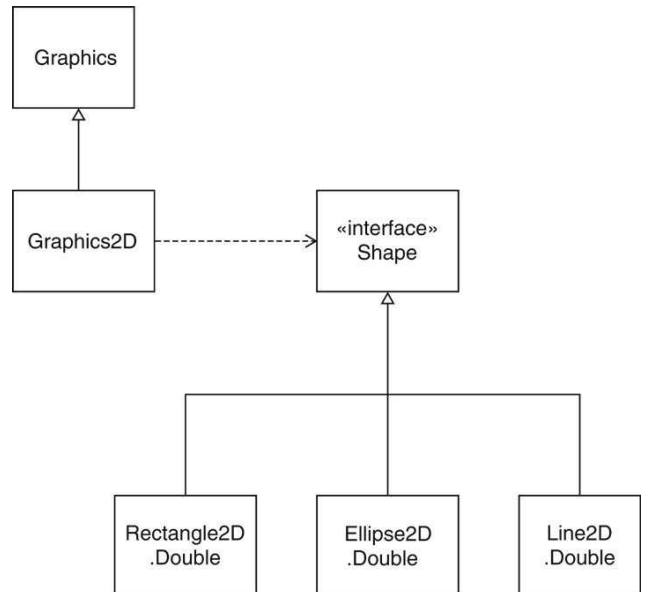 Graphics
Graphics2D
«interface»
Shape
Rectangle2D
.Double
Ellipse2D
.Double
Line2D
.Double